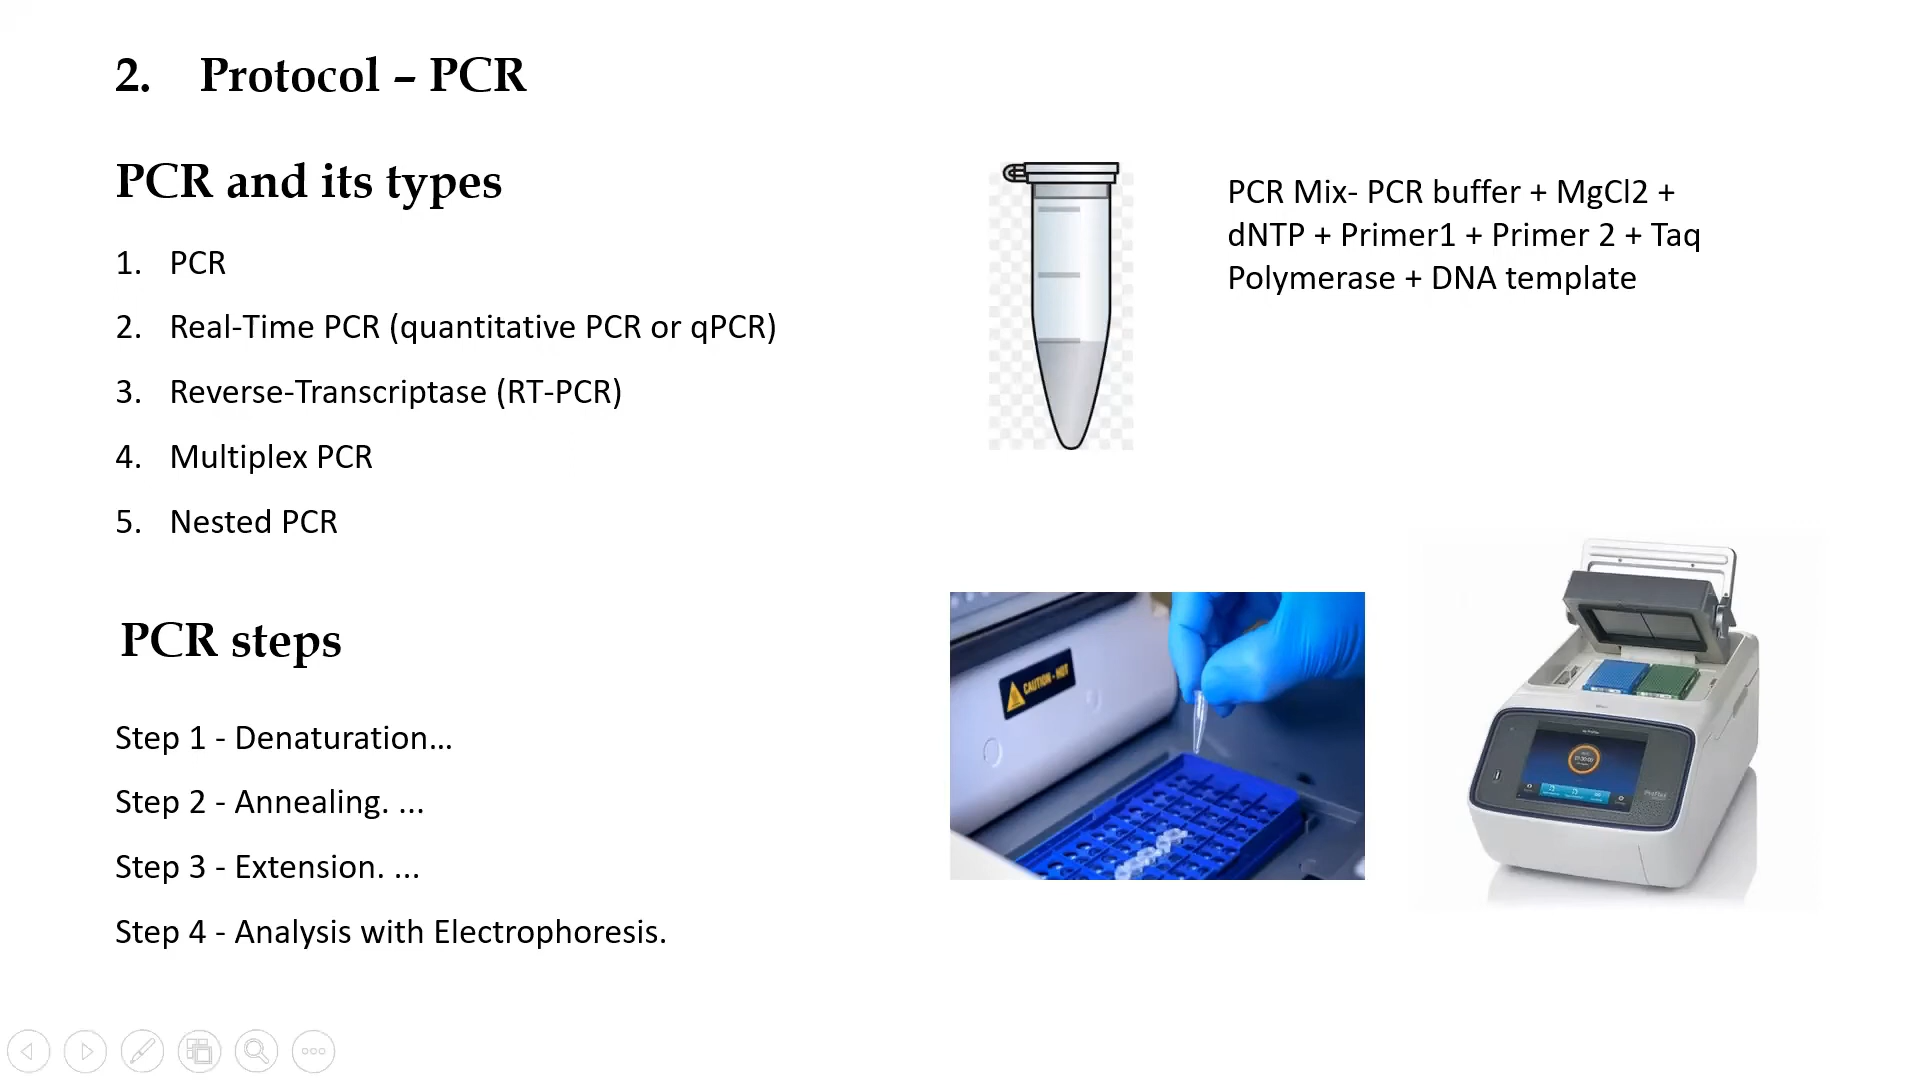 2. Protocol – PCR
PCR and its types
1. PCR
2. Real-Time PCR (quantitative PCR or qPCR)
3. Reverse-Transcriptase (RT-PCR)
4. Multiplex PCR
5. Nested PCR
PCR steps
Step 1 - Denaturation...
Step 2 - Annealing. ...
Step 3 - Extension. ...
Step 4 - Analysis with Electrophoresis.
PCR Mix- PCR buffer + MgCl2 +
dNTP + Primer1 + Primer 2 + Taq
Polymerase + DNA template
CAUTION - HOT
ProFlex